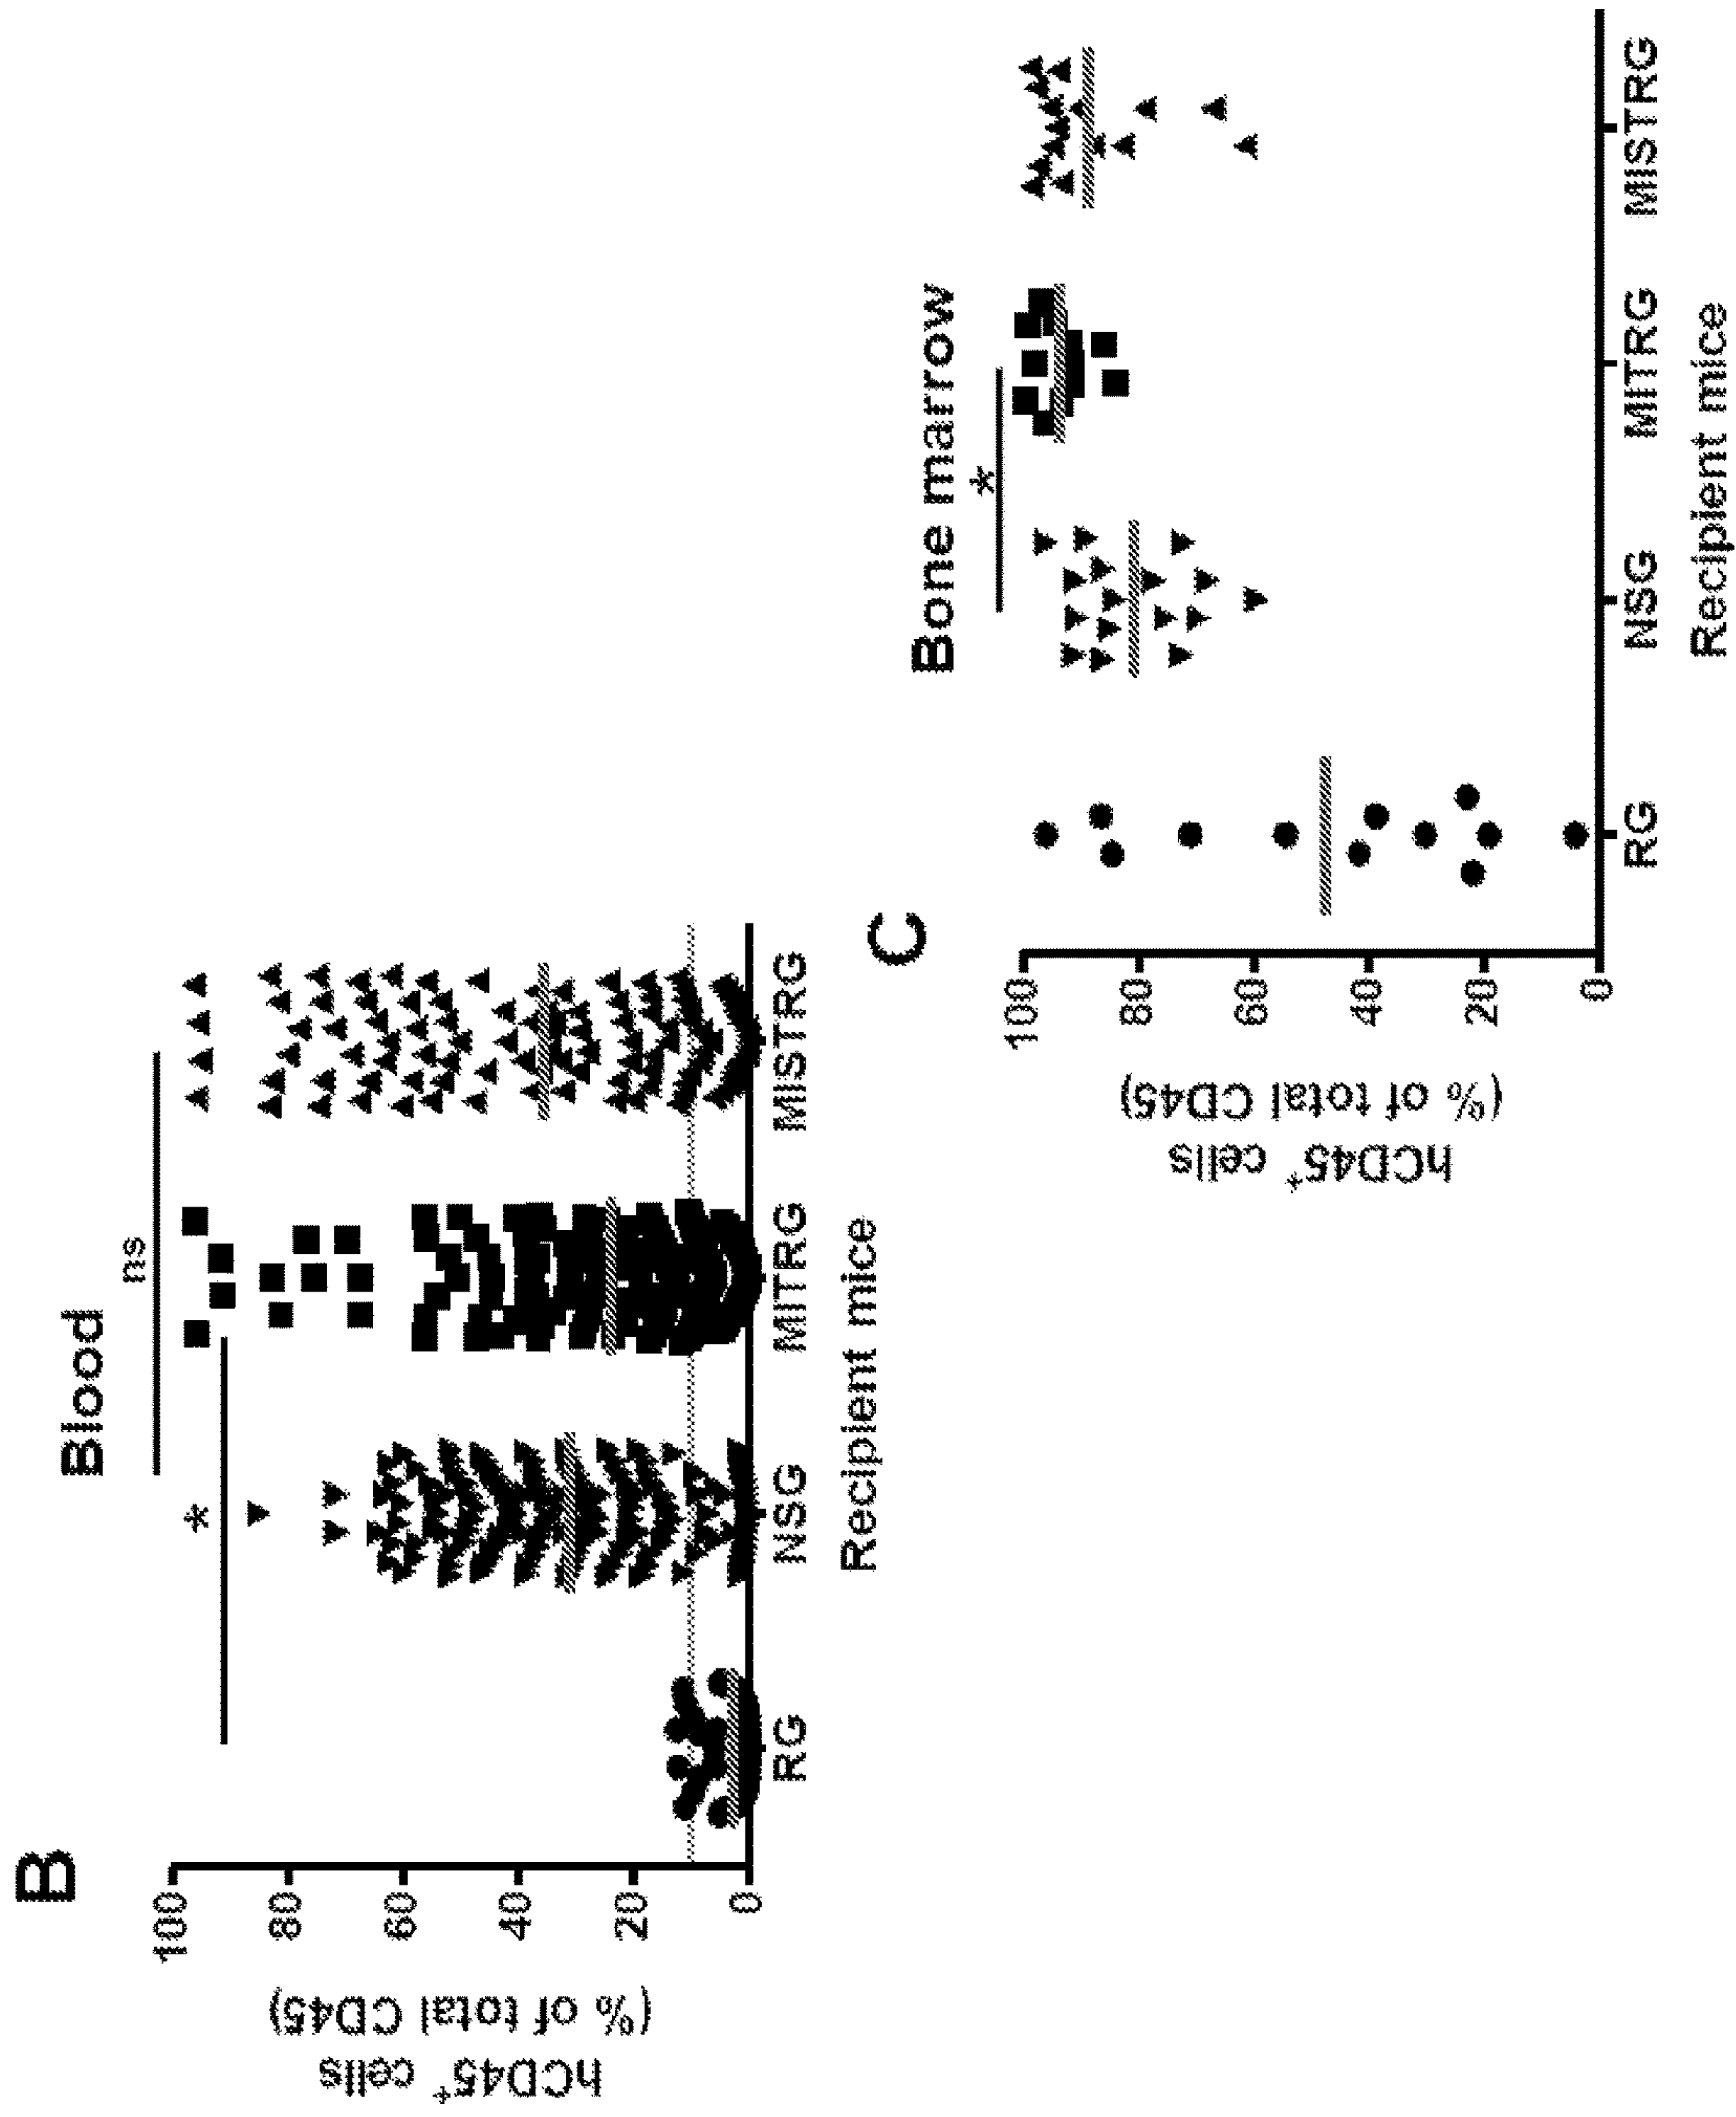 B
Blood
ns
*
100
80
60
40
20
0
hCD45⁺ cells
(% of total CD45)
RG NSG MITRG MISTRG
Recipient mice
C
Bone marrow
*
100
80
60
40
20
0
hCD45⁺ cells
(% of total CD45)
RG NSG MITRG MISTRG
Recipient mice